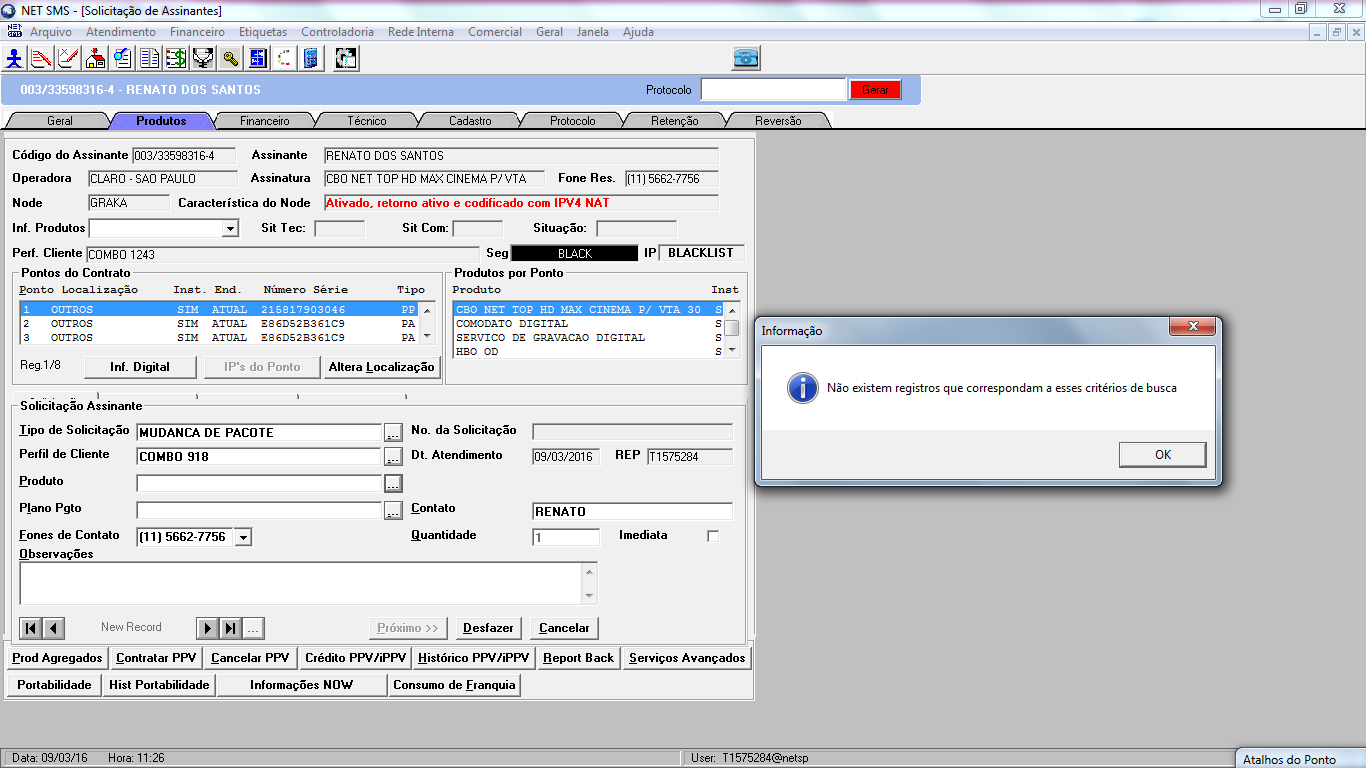 NET SMS - [Solicitação de Assinantes]
Arquivo Atendimento Financeiro Etiquetas Controladoria Rede Interna Comercial Geral Janela Ajuda
003/33598316-4 - RENATO DOS SANTOS Protocolo Gerar
Geral Produtos Financeiro Técnico Cadastro Protocolo Retenção Reversão
Código do Assinante 003/33598316-4 Assinante RENATO DOS SANTOS
Operadora CLARO - SAO PAULO Assinatura CBO NET TOP HD MAX CINEMA P/ VTA Fone Res. (11) 5662-7756
Node GRAKA Característica do Node Ativado, retorno ativo e codificado com IPV4 NAT
Inf. Produtos Sit Tec: Sit Com: Situação:
Perf. Cliente COMBO 1243 Seg BLACK IP BLACKLIST
Pontos do Contrato Produtos por Ponto
Ponto Localização Inst. End. Número Série Tipo Produto Inst
1 OUTROS SIM ATUAL 215817903046 PP CBO NET TOP HD MAX CINEMA P/ VTA 30 S
2 OUTROS SIM ATUAL E86D52B361C9 PA COMODATO DIGITAL S
3 OUTROS SIM ATUAL E86D52B361C9 PA SERVICO DE GRAVACAO DIGITAL S
HBO OD S
Reg.1/8 Inf. Digital IP's do Ponto Altera Localização
Solicitação Assinante
Tipo de Solicitação MUDANCA DE PACOTE ... No. da Solicitação
Perfil de Cliente COMBO 918 ... Dt. Atendimento 09/03/2016 REP T1575284
Produto ...
Plano Pgto ... Contato RENATO
Fones de Contato (11) 5662-7756 Quantidade 1 Imediata
Observações
New Record ... Próximo >> Desfazer Cancelar
Prod Agregados Contratar PPV Cancelar PPV Crédito PPV/iPPV Histórico PPV/iPPV Report Back Serviços Avançados
Portabilidade Hist Portabilidade Informações NOW Consumo de Franquia
Informação
Não existem registros que correspondam a esses critérios de busca
OK
Data: 09/03/16 Hora: 11:26 User: T1575284@netsp Atalhos do Ponto